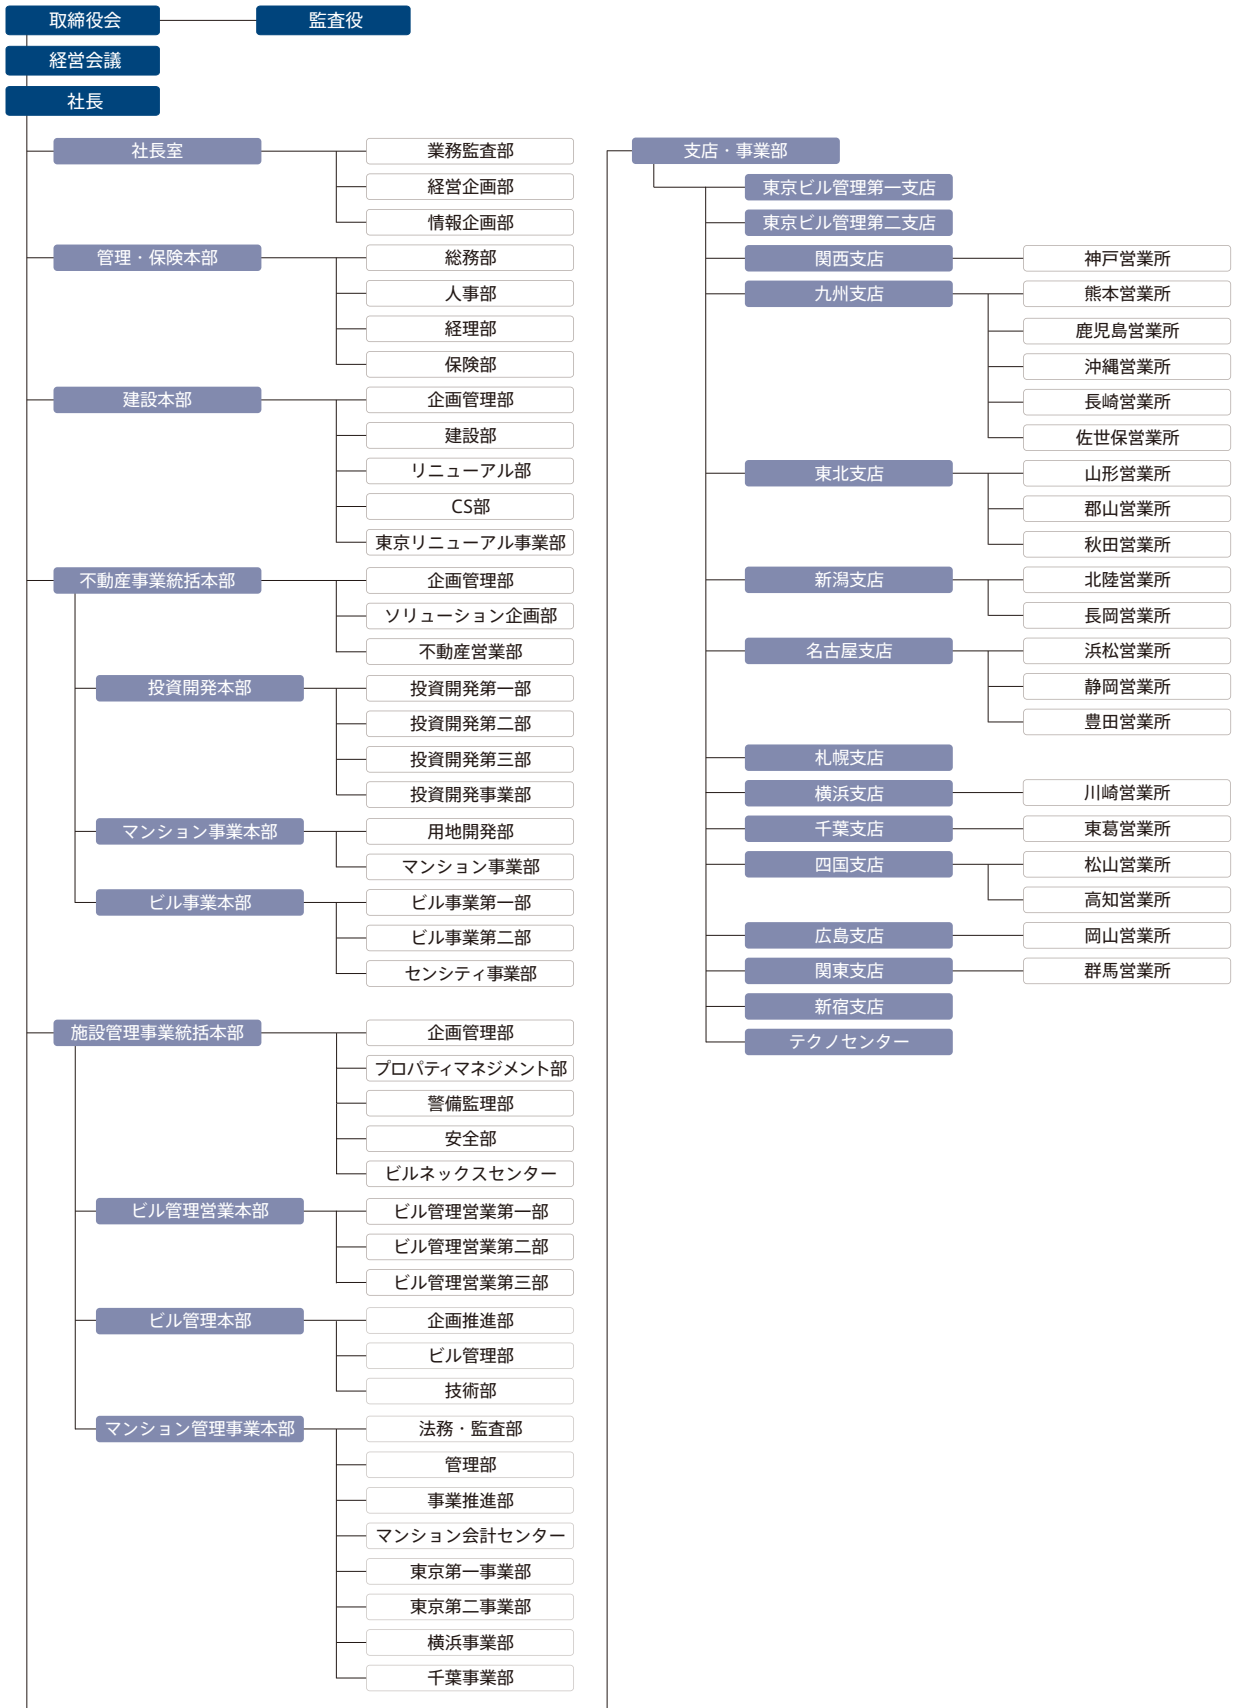 取締役会
監査役
経営会議
社長
社長室
業務監査部
経営企画部
情報企画部
管理・保険本部
総務部
人事部
経理部
保険部
建設本部
企画管理部
建設部
リニューアル部
CS部
東京リニューアル事業部
不動産事業統括本部
企画管理部
ソリューション企画部
不動産営業部
投資開発本部
投資開発第一部
投資開発第二部
投資開発第三部
投資開発事業部
マンション事業本部
用地開発部
マンション事業部
ビル事業本部
ビル事業第一部
ビル事業第二部
センシティ事業部
施設管理事業統括本部
企画管理部
プロパティマネジメント部
警備監理部
安全部
ビルネックスセンター
ビル管理営業本部
ビル管理営業第一部
ビル管理営業第二部
ビル管理営業第三部
ビル管理本部
企画推進部
ビル管理部
技術部
マンション管理事業本部
法務・監査部
管理部
事業推進部
マンション会計センター
東京第一事業部
東京第二事業部
横浜事業部
千葉事業部
支店・事業部
東京ビル管理第一支店
東京ビル管理第二支店
関西支店
神戸営業所
九州支店
熊本営業所
鹿児島営業所
沖縄営業所
長崎営業所
佐世保営業所
東北支店
山形営業所
郡山営業所
秋田営業所
新潟支店
北陸営業所
長岡営業所
名古屋支店
浜松営業所
静岡営業所
豊田営業所
札幌支店
横浜支店
川崎営業所
千葉支店
東葛営業所
四国支店
松山営業所
高知営業所
広島支店
岡山営業所
関東支店
群馬営業所
新宿支店
テクノセンター